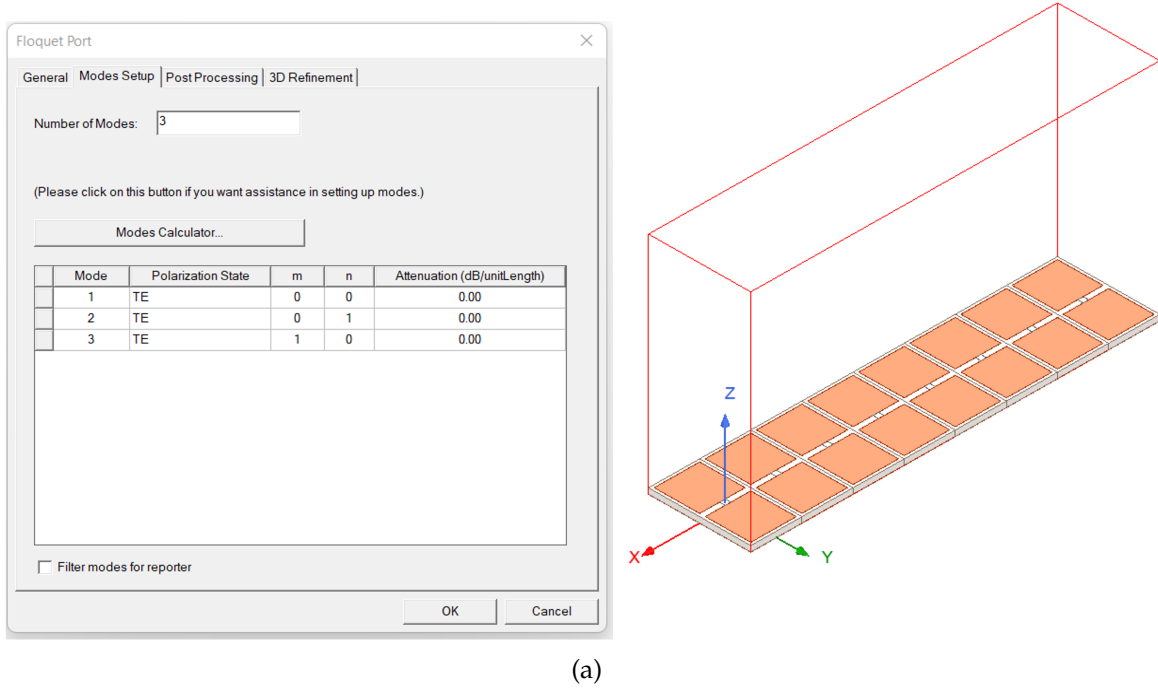 Floquet Port
General Modes Setup Post Processing 3D Refinement
Number of Modes: 3
(Please click on this button if you want assistance in setting up modes.)
Modes Calculator...
Mode Polarization State m n Attenuation (dB/unitLength)
1 TE 0 0 0.00
2 TE 0 1 0.00
3 TE 1 0 0.00
Filter modes for reporter
OK Cancel
Z
X
Y
(a)